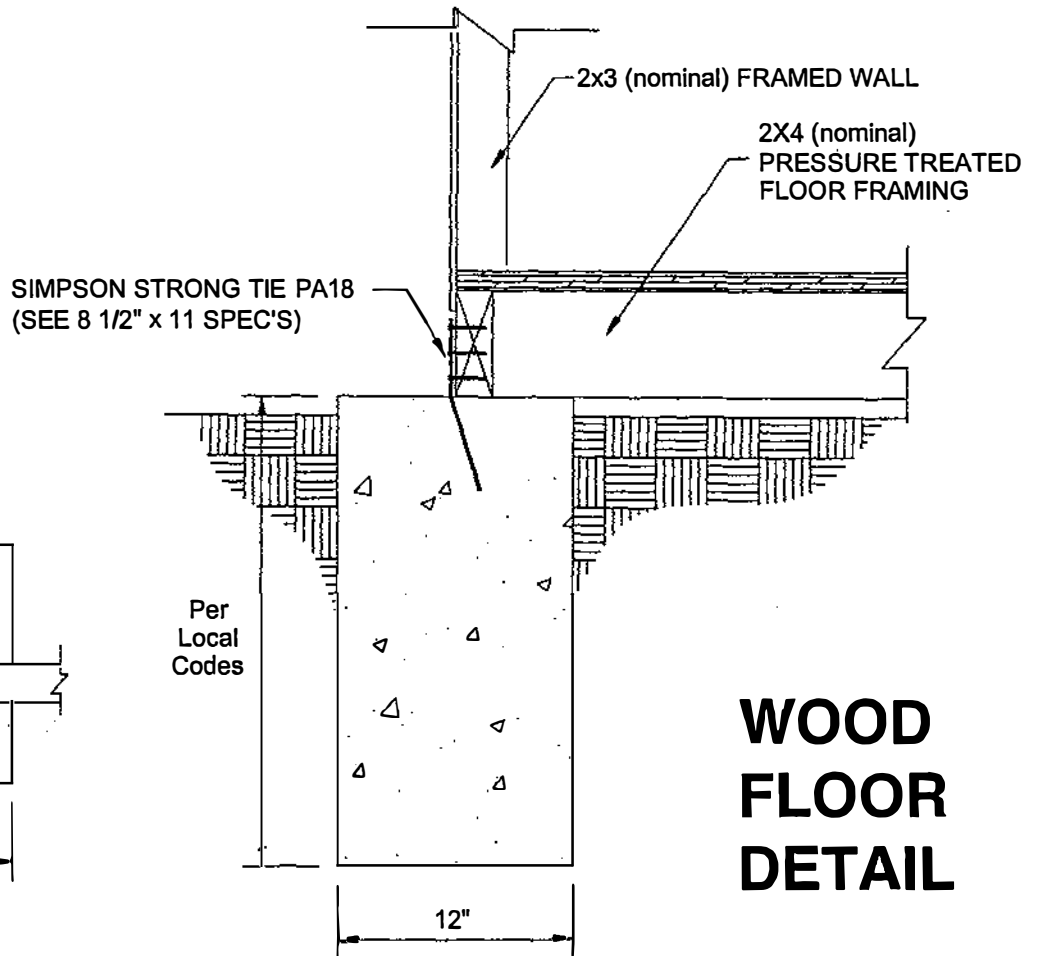 2x3 (nominal) FRAMED WALL
2X4 (nominal)
PRESSURE TREATED
FLOOR FRAMING
SIMPSON STRONG TIE PA18
(SEE 8 1/2" x 11 SPEC'S)
Per
Local
Codes
WOOD
FLOOR
DETAIL
12"